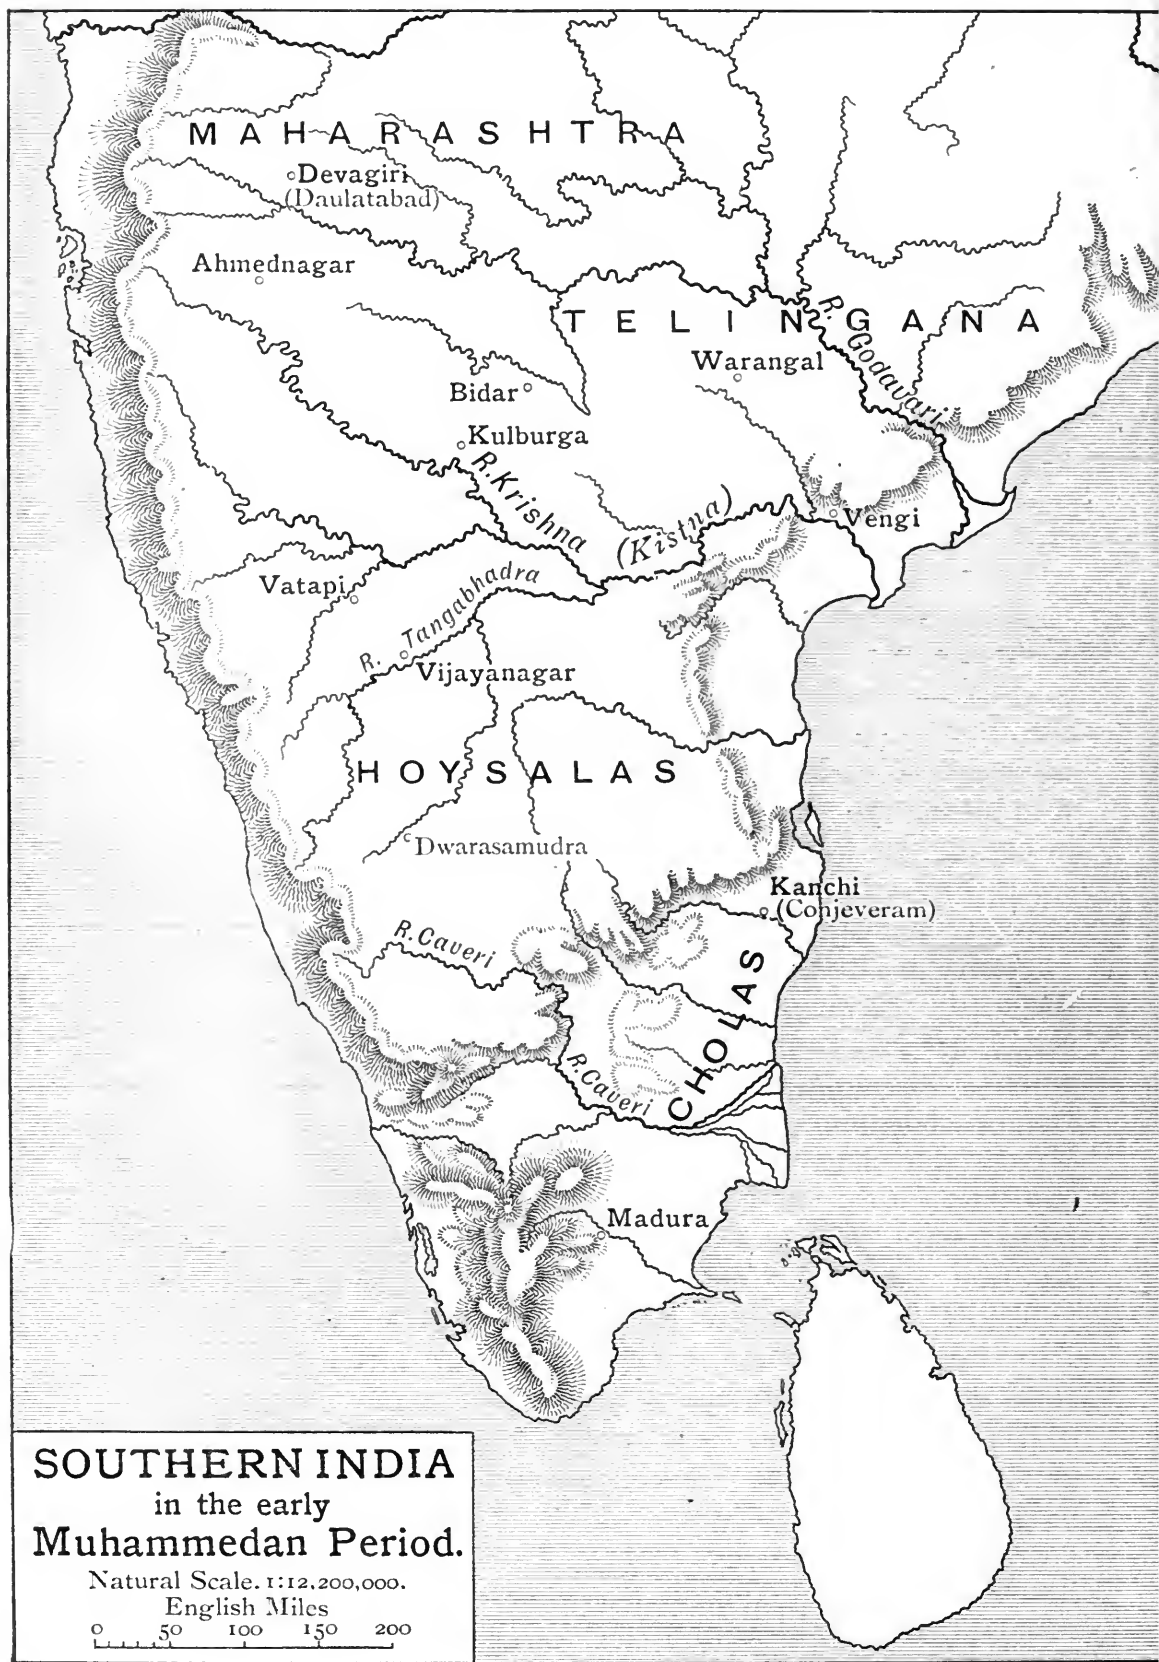 MAHARASHTRA
Devagiri
(Daulatabad)
Ahmednagar
TELINGANA
R. Godavari
Warangal
Bidar
Kulburga
R. Krishna
(Kistna)
Vengi
Vatapi
R. Tangabhadra
Vijayanagar
HOYSALAS
Dwarasamudra
Kanchi
(Conjeveram)
R. Caveri
CHOLAS
R. Caveri
Madura
SOUTHERN INDIA
in the early
Muhammedan Period.
Natural Scale. 1:12,200,000.
English Miles
0 50 100 150 200